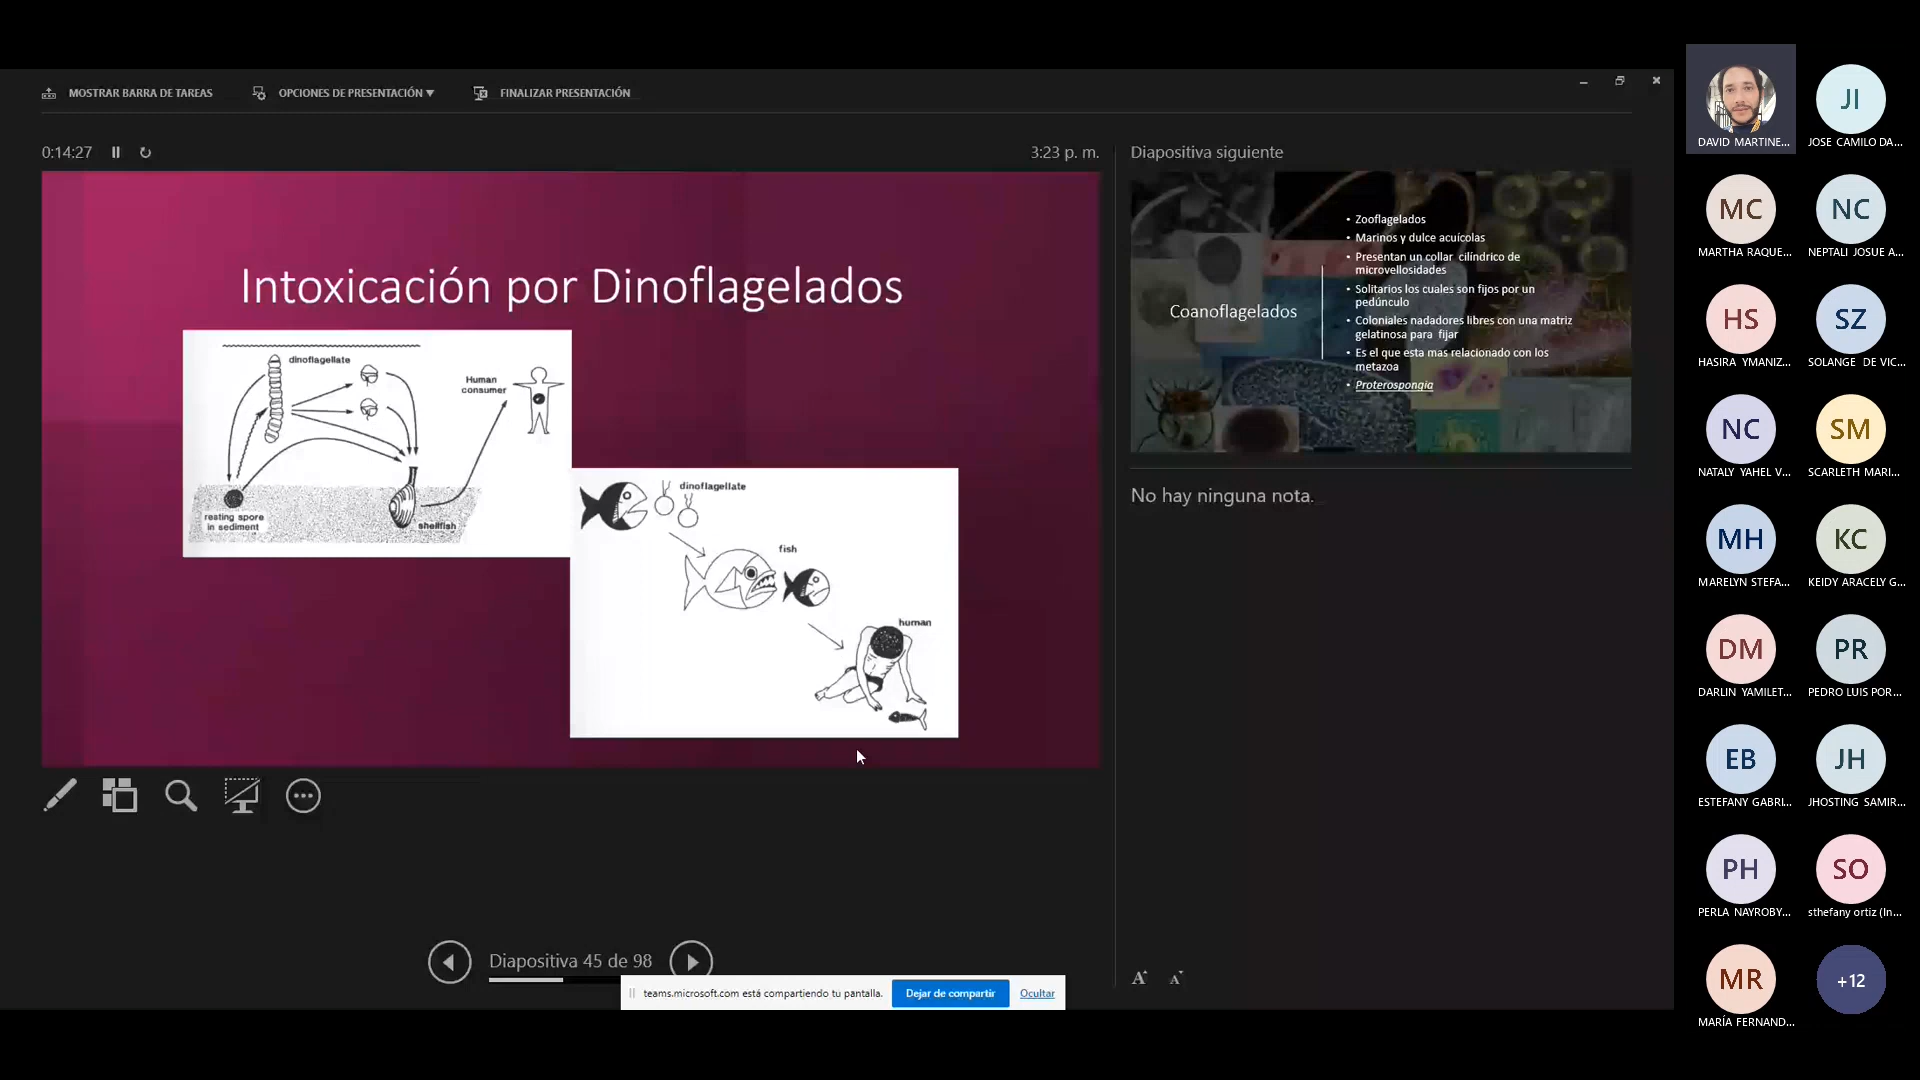 MOSTRAR BARRA DE TAREAS
OPCIONES DE PRESENTACIÓN
FINALIZAR PRESENTACIÓN
0:14:27
3:23 p. m.
Intoxicación por Dinoflagelados
dinoflagellate
Human
consumer
resting spore
in sediment
shellfish
dinoflagellate
fish
human
Diapositiva 45 de 98
Diapositiva siguiente
Coanoflagelados
• Zooflagelados
• Marinos y dulce acuícolas
• Presentan un collar cilíndrico de
microvellosidades
• Solitarios los cuales son fijos por un
pedúnculo
• Coloniales nadadores libres con una matriz
gelatinosa para fijar
• Es el que esta mas relacionado con los
metazoa
• Proterospongia
No hay ninguna nota.
A A
teams.microsoft.com está compartiendo tu pantalla.
Dejar de compartir
Ocultar
DAVID MARTINE...
JI
JOSE CAMILO DA...
MC
MARTHA RAQUE...
NC
NEPTALI JOSUE A...
HS
HASIRA YMANIZ...
SZ
SOLANGE DE VIC...
NC
NATALY YAHEL V...
SM
SCARLETH MARI...
MH
MARELYN STEFA...
KC
KEIDY ARACELY G...
DM
DARLIN YAMILET...
PR
PEDRO LUIS POR...
EB
ESTEFANY GABRI...
JH
JHOSTING SAMIR...
PH
PERLA NAYROBY...
SO
sthefany ortiz (In...
MR
MARÍA FERNAND...
+12